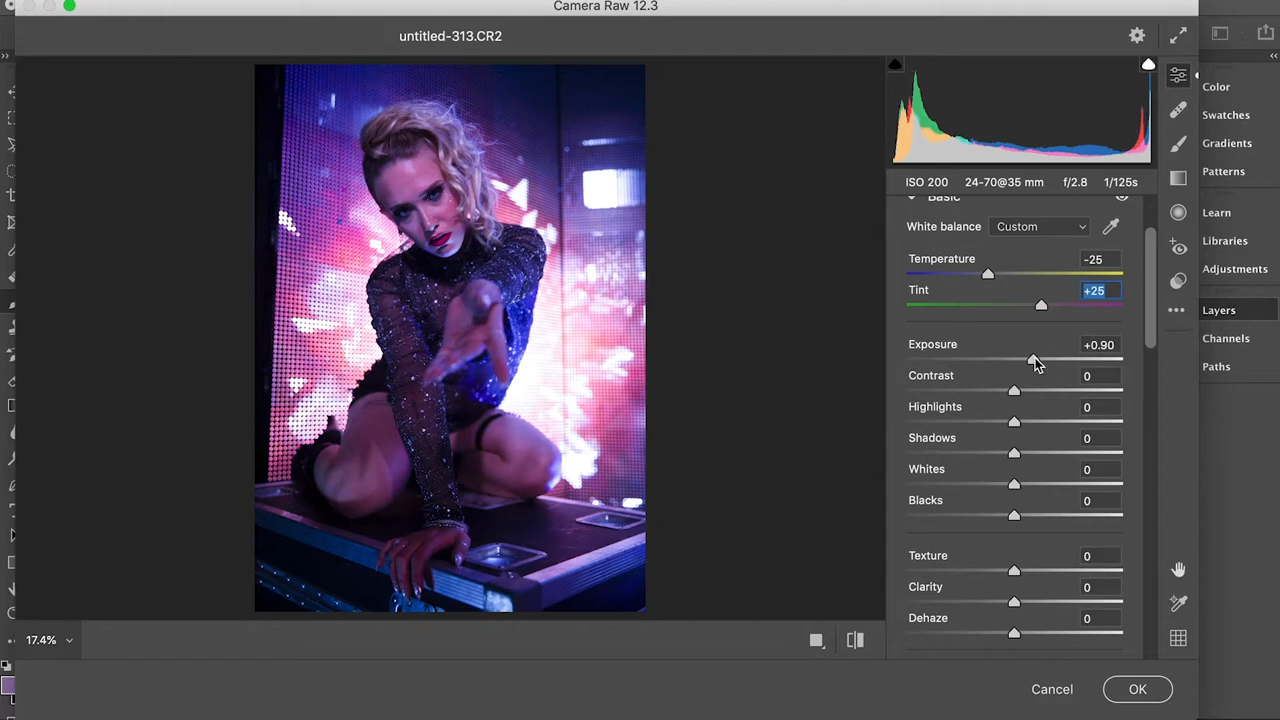 Camera Raw 12.3
untitled-313.CR2
ISO 200 24-70@35 mm f/2.8 1/125s
Basic
White balance Custom
Temperature -25
Tint +25
Exposure +0.90
Contrast 0
Highlights 0
Shadows 0
Whites 0
Blacks 0
Texture 0
Clarity 0
Dehaze 0
17.4%
Cancel OK
Color
Swatches
Gradients
Patterns
Learn
Libraries
Adjustments
Layers
Channels
Paths